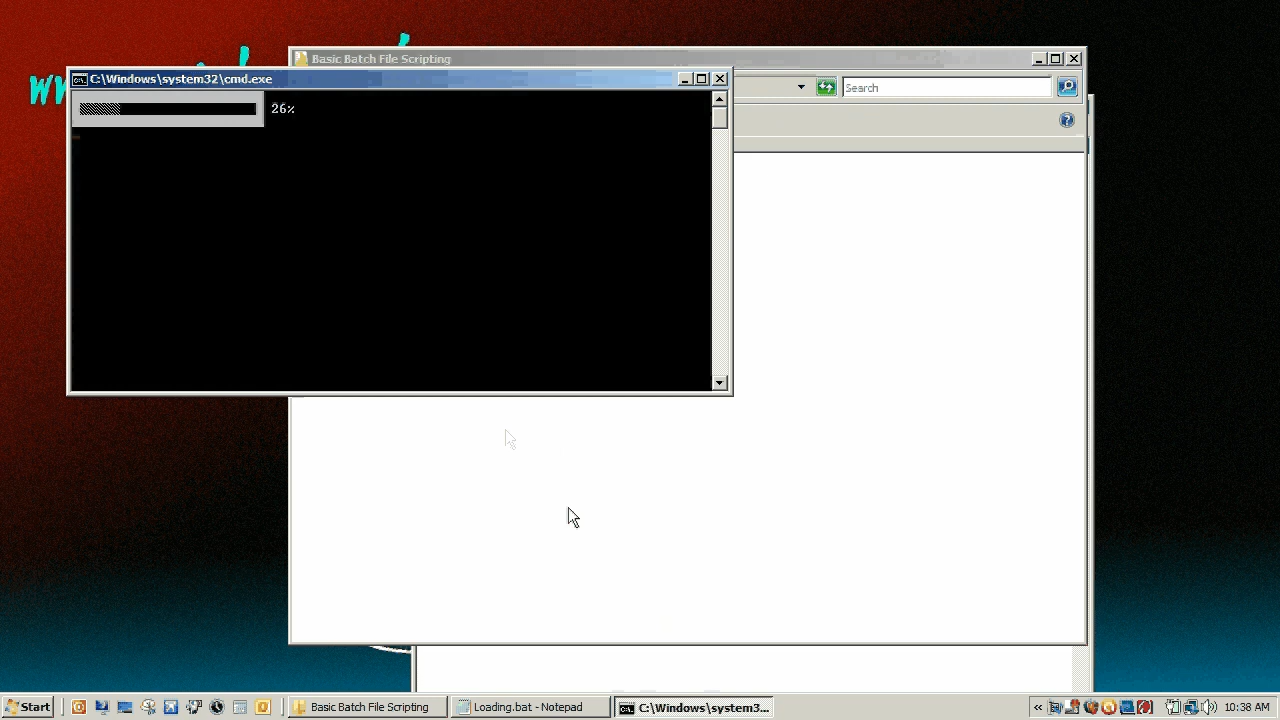 Basic Batch File Scripting
C:\Windows\system32\cmd.exe
Search
26%
Start
Basic Batch File Scripting
Loading.bat - Notepad
C:\Windows\system3...
10:38 AM